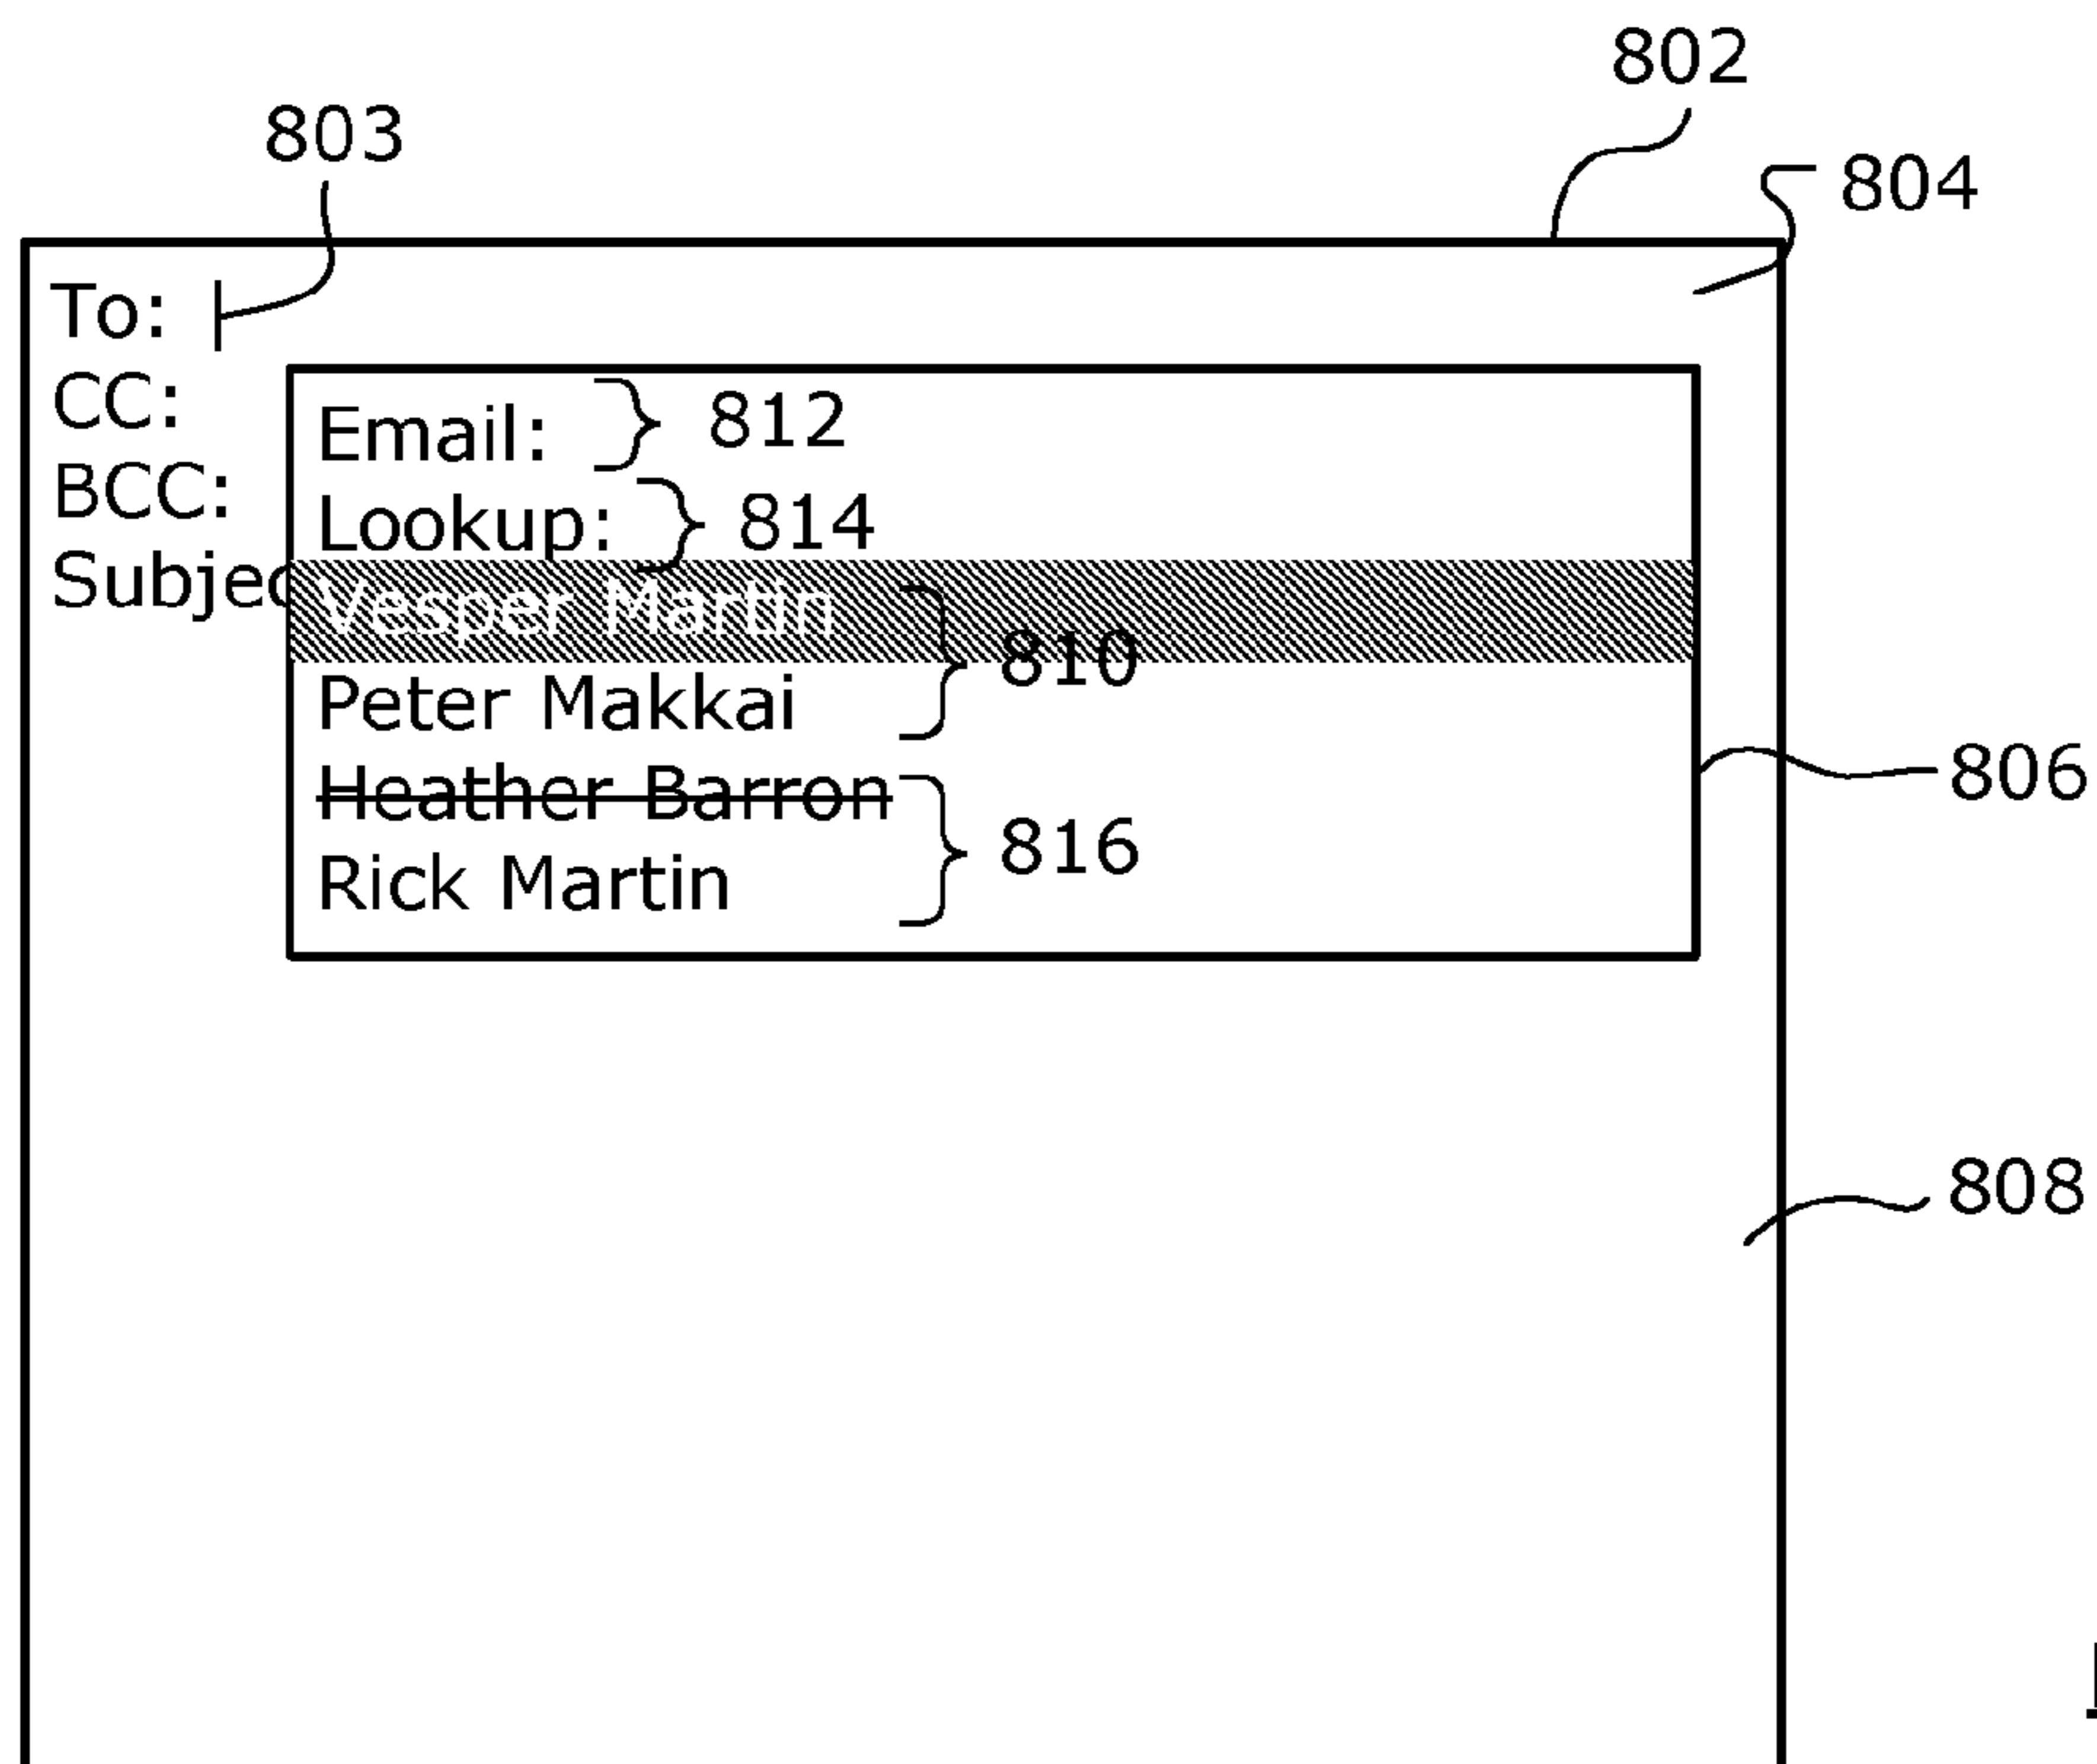 802
803
804
To:
CC:
BCC:
Subjec
Email: 812
Lookup: 814
Vesper Martin
810
Peter Makkai
806
Heather Barron
816
Rick Martin
808